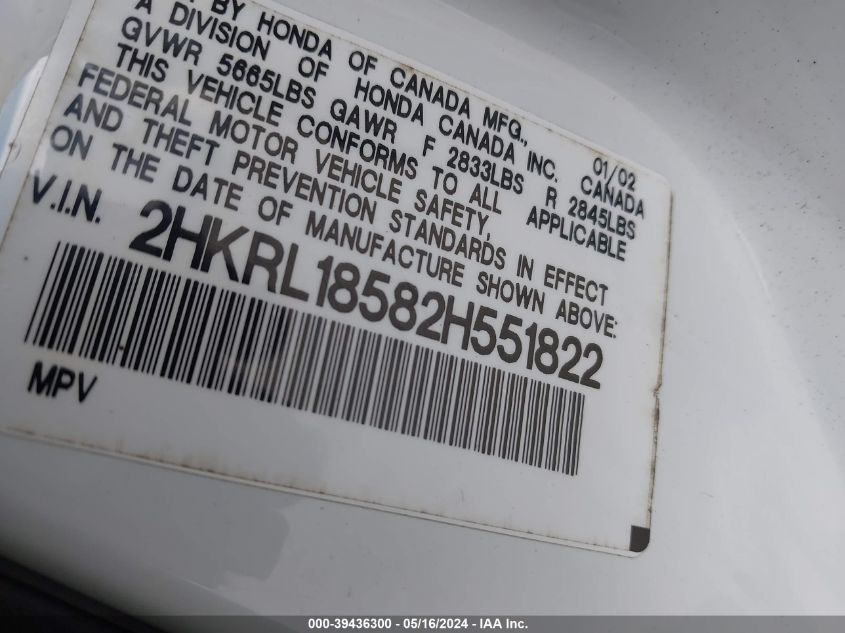 BY HONDA OF CANADA MFG., 01/02
A DIVISION OF HONDA CANADA INC. CANADA
GVWR 5665LBS GAWR F 2833LBS R 2845LBS
THIS VEHICLE CONFORMS TO ALL APPLICABLE
FEDERAL MOTOR VEHICLE SAFETY,
AND THEFT PREVENTION STANDARDS IN EFFECT
ON THE DATE OF MANUFACTURE SHOWN ABOVE:
V.I.N. 2HKRL18582H551822
MPV
000-39436300 - 05/16/2024 - IAA Inc.